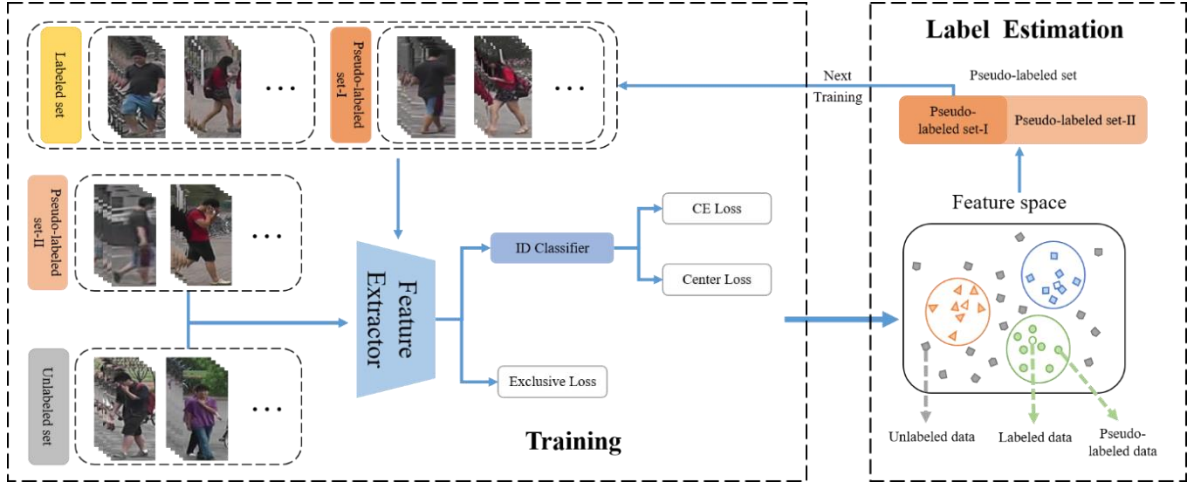 Labeled set
Pseudo-labeled
set-I
Pseudo-labeled
set-II
Unlabeled set
Feature
Extractor
ID Classifier
CE Loss
Center Loss
Exclusive Loss
Training
Next
Training
Label Estimation
Pseudo-labeled set
Pseudo-
labeled set-I
Pseudo-labeled set-II
Feature space
Unlabeled data
Labeled data
Pseudo-
labeled data